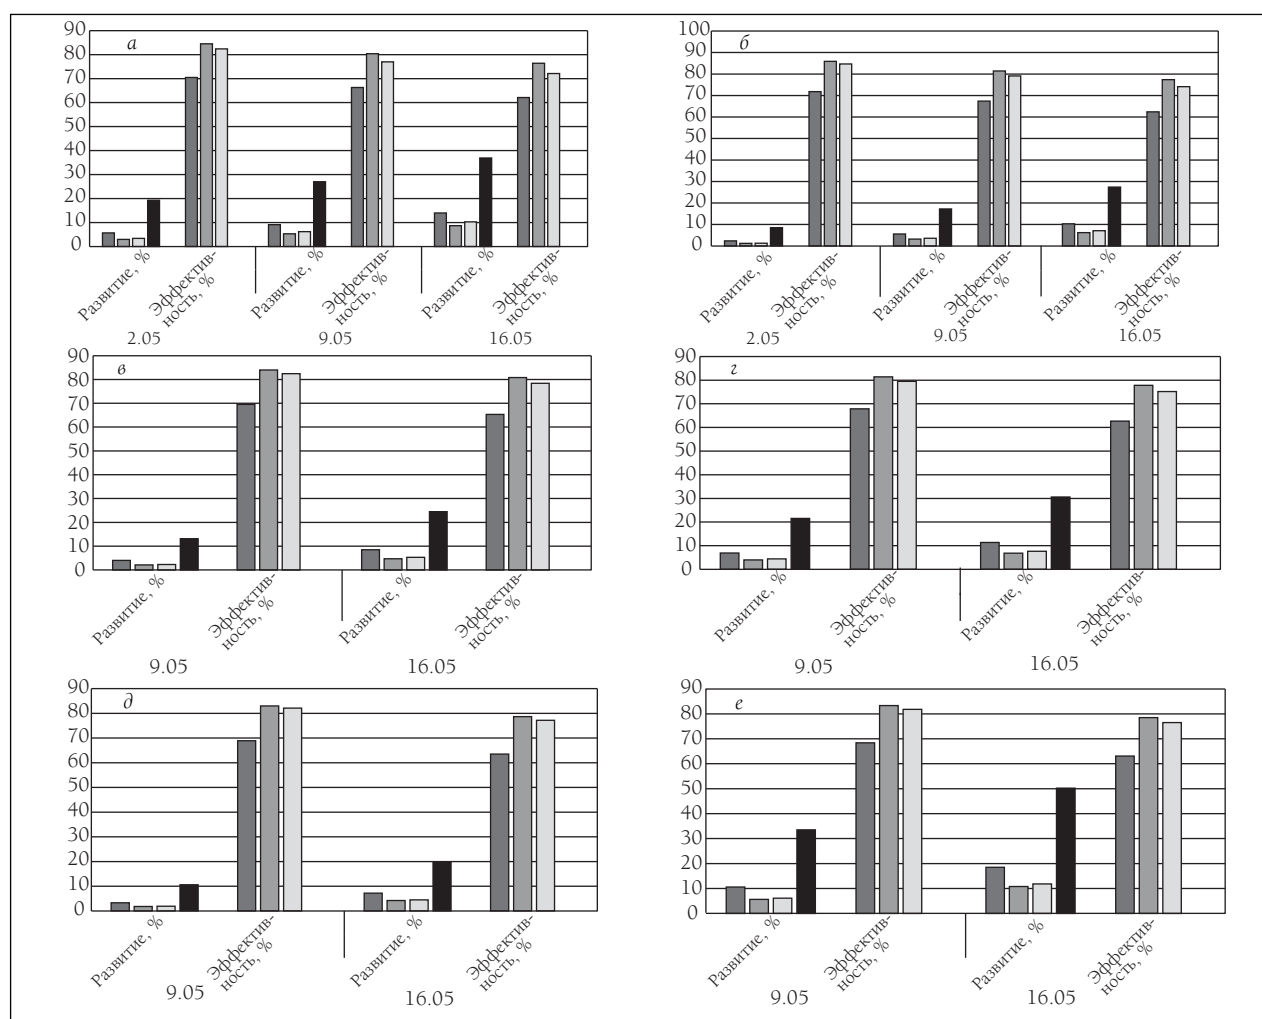 а
90
80
70
60
50
40
30
20
10
0
Развитие, %
Эффектив-
ность, %
Развитие, %
Эффектив-
ность, %
Развитие, %
Эффектив-
ность, %
2.05
9.05
16.05
б
100
90
80
70
60
50
40
30
20
10
0
Развитие, %
Эффектив-
ность, %
Развитие, %
Эффектив-
ность, %
Развитие, %
Эффектив-
ность, %
2.05
9.05
16.05
в
90
80
70
60
50
40
30
20
10
0
Развитие, %
Эффектив-
ность, %
Развитие, %
Эффектив-
ность, %
9.05
16.05
г
90
80
70
60
50
40
30
20
10
0
Развитие, %
Эффектив-
ность, %
Развитие, %
Эффектив-
ность, %
9.05
16.05
д
90
80
70
60
50
40
30
20
10
0
Развитие, %
Эффектив-
ность, %
Развитие, %
Эффектив-
ность, %
9.05
16.05
е
90
80
70
60
50
40
30
20
10
0
Развитие, %
Эффектив-
ность, %
Развитие, %
Эффектив-
ность, %
9.05
16.05